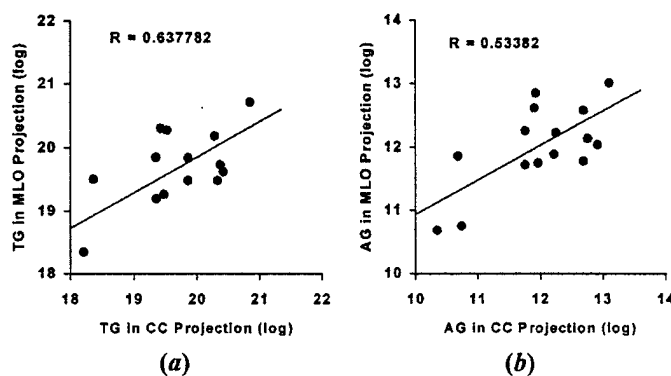 R = 0.637782
TG in MLO Projection (log)
21
20
19
18
18 19 20 21 22
TG in CC Projection (log)
(a)
R = 0.53382
AG in MLO Projection (log)
14
13
12
11
10
10 11 12 13 14
AG in CC Projection (log)
(b)